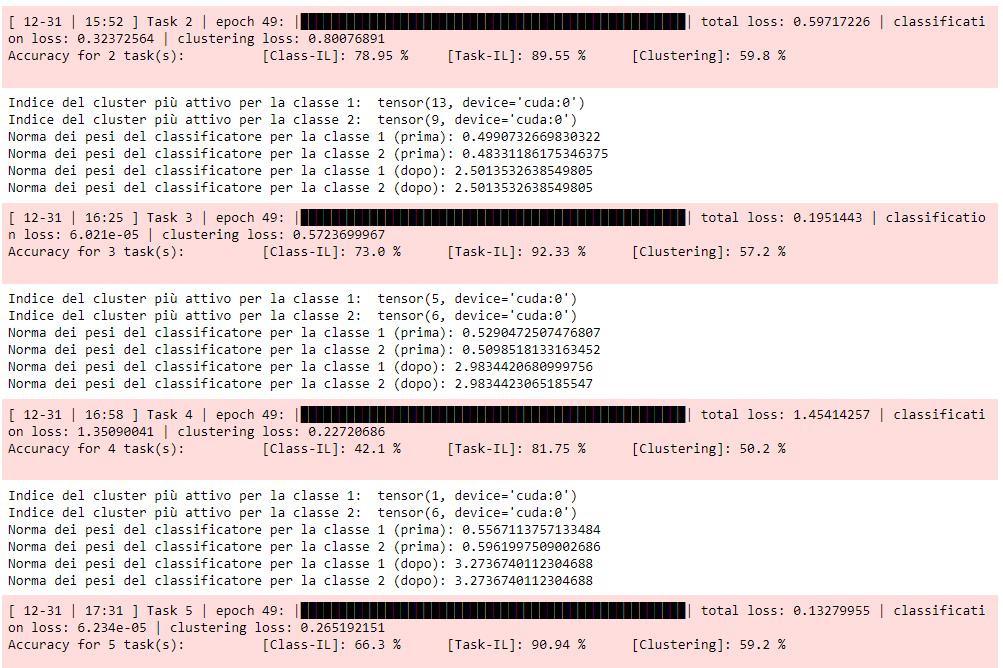 [ 12-31 | 15:52 ] Task 2 | epoch 49: || total loss: 0.59717226 | classificati
on loss: 0.32372564 | clustering loss: 0.80076891
Accuracy for 2 task(s): [Class-IL]: 78.95 % [Task-IL]: 89.55 % [Clustering]: 59.8 %
Indice del cluster più attivo per la classe 1: tensor(13, device='cuda:0')
Indice del cluster più attivo per la classe 2: tensor(9, device='cuda:0')
Norma dei pesi del classificatore per la classe 1 (prima): 0.4990732669830322
Norma dei pesi del classificatore per la classe 2 (prima): 0.48331186175346375
Norma dei pesi del classificatore per la classe 1 (dopo): 2.5013532638549805
Norma dei pesi del classificatore per la classe 2 (dopo): 2.5013532638549805
[ 12-31 | 16:25 ] Task 3 | epoch 49: || total loss: 0.1951443 | classificatio
n loss: 6.021e-05 | clustering loss: 0.5723699967
Accuracy for 3 task(s): [Class-IL]: 73.0 % [Task-IL]: 92.33 % [Clustering]: 57.2 %
Indice del cluster più attivo per la classe 1: tensor(5, device='cuda:0')
Indice del cluster più attivo per la classe 2: tensor(6, device='cuda:0')
Norma dei pesi del classificatore per la classe 1 (prima): 0.5290472507476807
Norma dei pesi del classificatore per la classe 2 (prima): 0.5098518133163452
Norma dei pesi del classificatore per la classe 1 (dopo): 2.9834420680999756
Norma dei pesi del classificatore per la classe 2 (dopo): 2.9834423065185547
[ 12-31 | 16:58 ] Task 4 | epoch 49: || total loss: 1.45414257 | classificati
on loss: 1.35090041 | clustering loss: 0.22720686
Accuracy for 4 task(s): [Class-IL]: 42.1 % [Task-IL]: 81.75 % [Clustering]: 50.2 %
Indice del cluster più attivo per la classe 1: tensor(1, device='cuda:0')
Indice del cluster più attivo per la classe 2: tensor(6, device='cuda:0')
Norma dei pesi del classificatore per la classe 1 (prima): 0.5567113757133484
Norma dei pesi del classificatore per la classe 2 (prima): 0.5961997509002686
Norma dei pesi del classificatore per la classe 1 (dopo): 3.2736740112304688
Norma dei pesi del classificatore per la classe 2 (dopo): 3.2736740112304688
[ 12-31 | 17:31 ] Task 5 | epoch 49: || total loss: 0.13279955 | classificati
on loss: 6.234e-05 | clustering loss: 0.265192151
Accuracy for 5 task(s): [Class-IL]: 66.3 % [Task-IL]: 90.94 % [Clustering]: 59.2 %